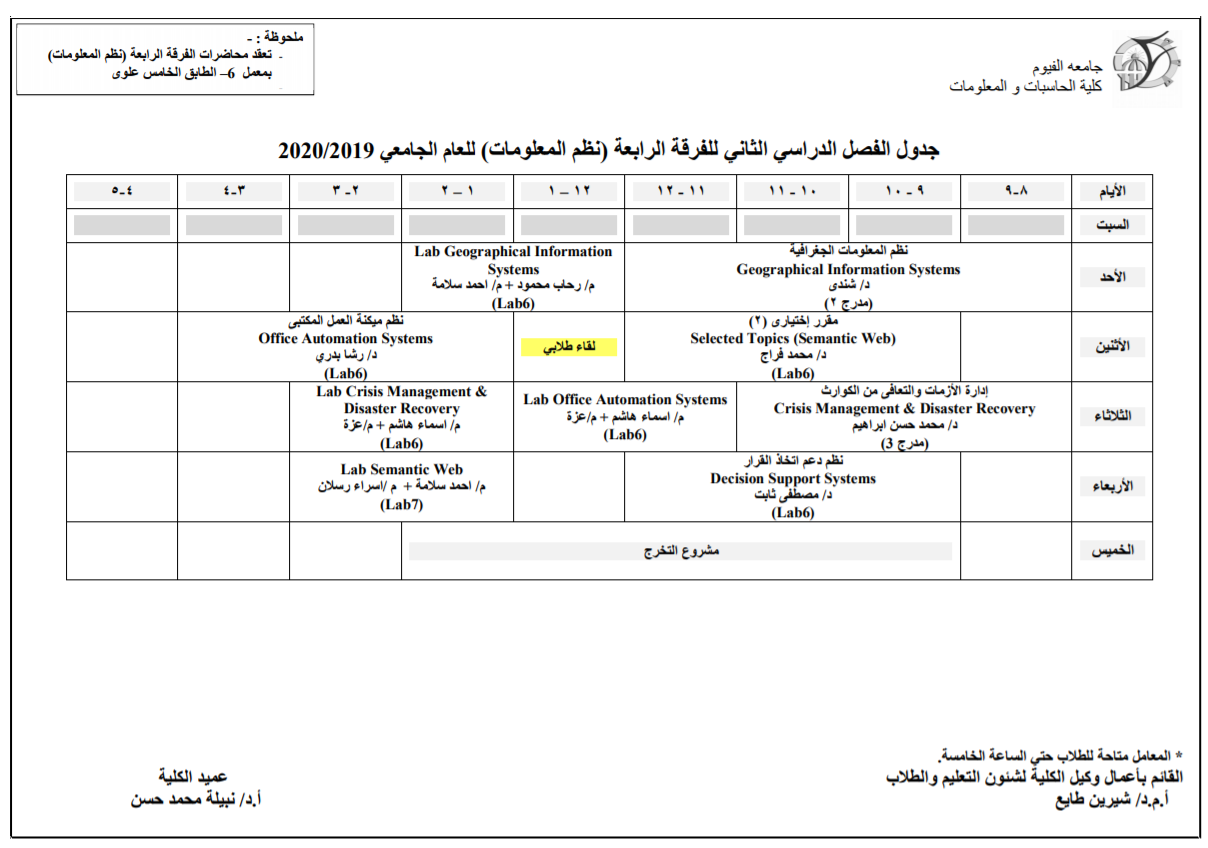 ملحوظة : -
- تعقد محاضرات الفرقة الرابعة (نظم المعلومات)
بمعمل 6– الطابق الخامس علوى
-
جامعه الفيوم
كلية الحاسبات و المعلومات
جدول الفصل الدراسي الثاني للفرقة الرابعة (نظم المعلومات) للعام الجامعي 2020/2019
الأيام
٨-٩
٩ - ١٠
١٠ - ١١
١١ - ١٢
١٢ – ١
١ – ٢
٢ - ٣
٣-٤
٤-٥
السبت
الأحد
نظم المعلومات الجغرافية
Geographical Information Systems
د/ شندى
(مدرج ٢)
Lab Geographical Information
Systems
م/ رحاب محمود + م/ احمد سلامة
(Lab6)
الأثنين
مقرر إختيارى (٢)
Selected Topics (Semantic Web)
د/ محمد فراج
(Lab6)
لقاء طلابي
نظم ميكنة العمل المكتبى
Office Automation Systems
د/ رشا بدري
(Lab6)
الثلاثاء
إدارة الأزمات والتعافى من الكوارث
Crisis Management & Disaster Recovery
د/ محمد حسن ابراهيم
(مدرج 3)
Lab Office Automation Systems
م/ اسماء هاشم + م/عزة
(Lab6)
Lab Crisis Management &
Disaster Recovery
م/ اسماء هاشم + م/عزة
(Lab6)
الأربعاء
نظم دعم اتخاذ القرار
Decision Support Systems
د/ مصطفى ثابت
(Lab6)
Lab Semantic Web
م/ احمد سلامة + م /اسراء رسلان
(Lab7)
الخميس
مشروع التخرج
* المعامل متاحة للطلاب حتى الساعة الخامسة.
القائم بأعمال وكيل الكلية لشئون التعليم والطلاب
أ.م.د/ شيرين طايع
عميد الكلية
أ.د/ نبيلة محمد حسن